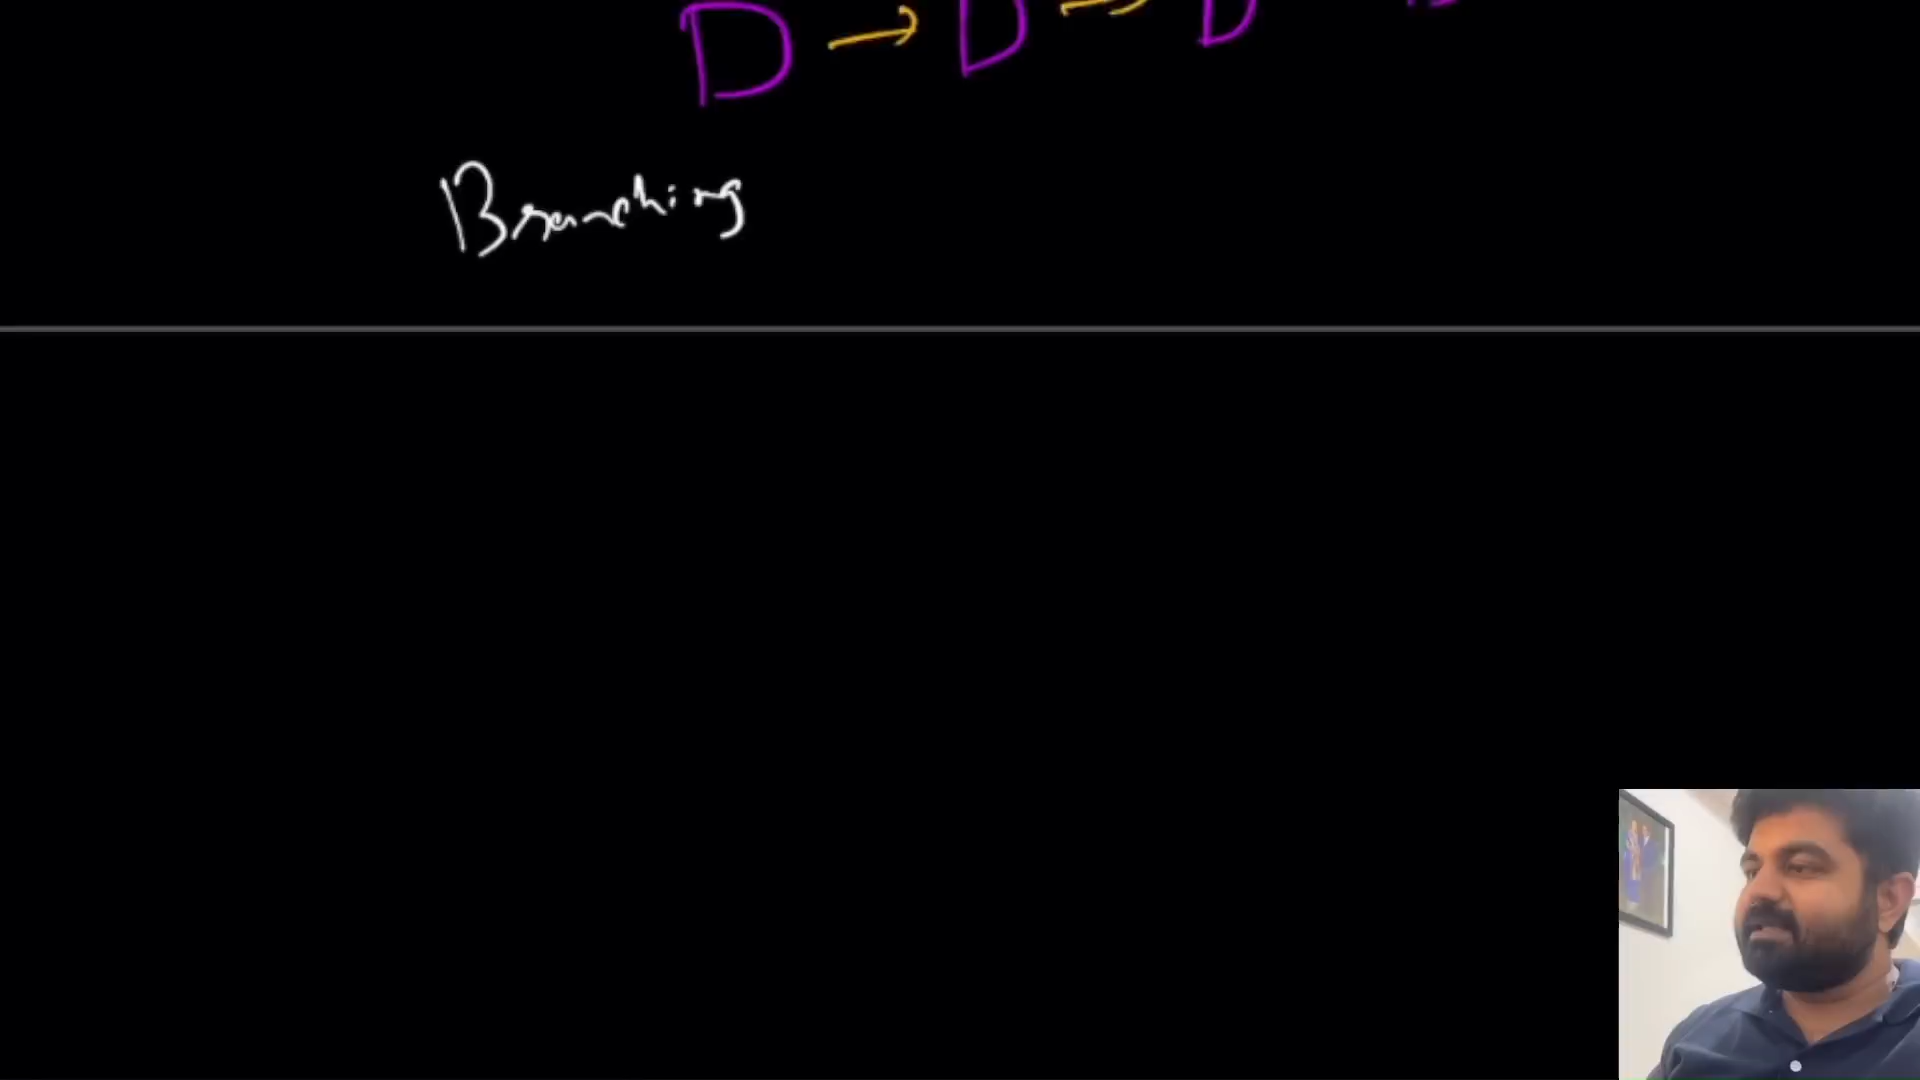 D → D → D
Branching